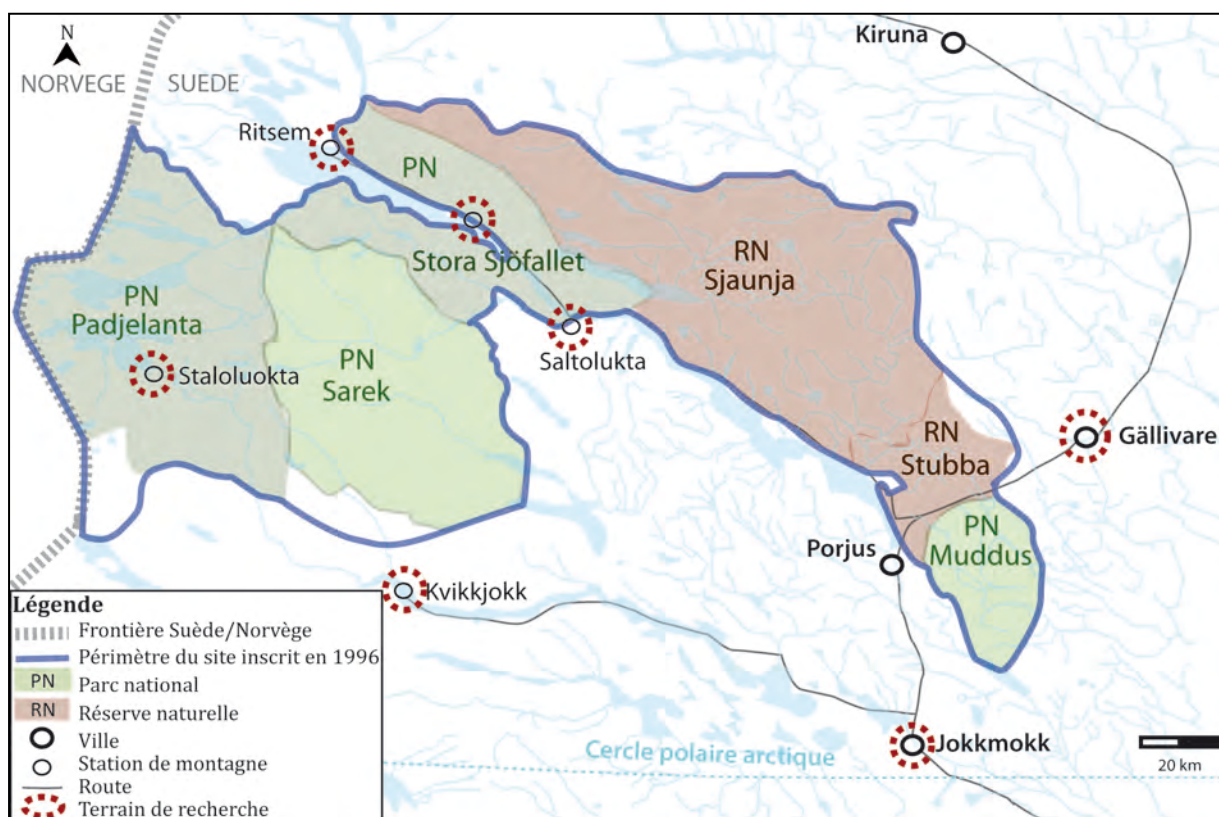 N
NORVEGE
SUEDE
Kiruna
Ritsem
PN
Stora Sjöfallet
RN
Sjaunja
PN
Padjelanta
Staloluokta
PN
Sarek
Saltolukta
RN
Stubba
Gällivare
PN
Muddus
Porjus
Kvikkjokk
Jokkmokk
Cercle polaire arctique
20 km
Légende
Frontière Suède/Norvège
Périmètre du site inscrit en 1996
PN Parc national
RN Réserve naturelle
Ville
Station de montagne
Route
Terrain de recherche